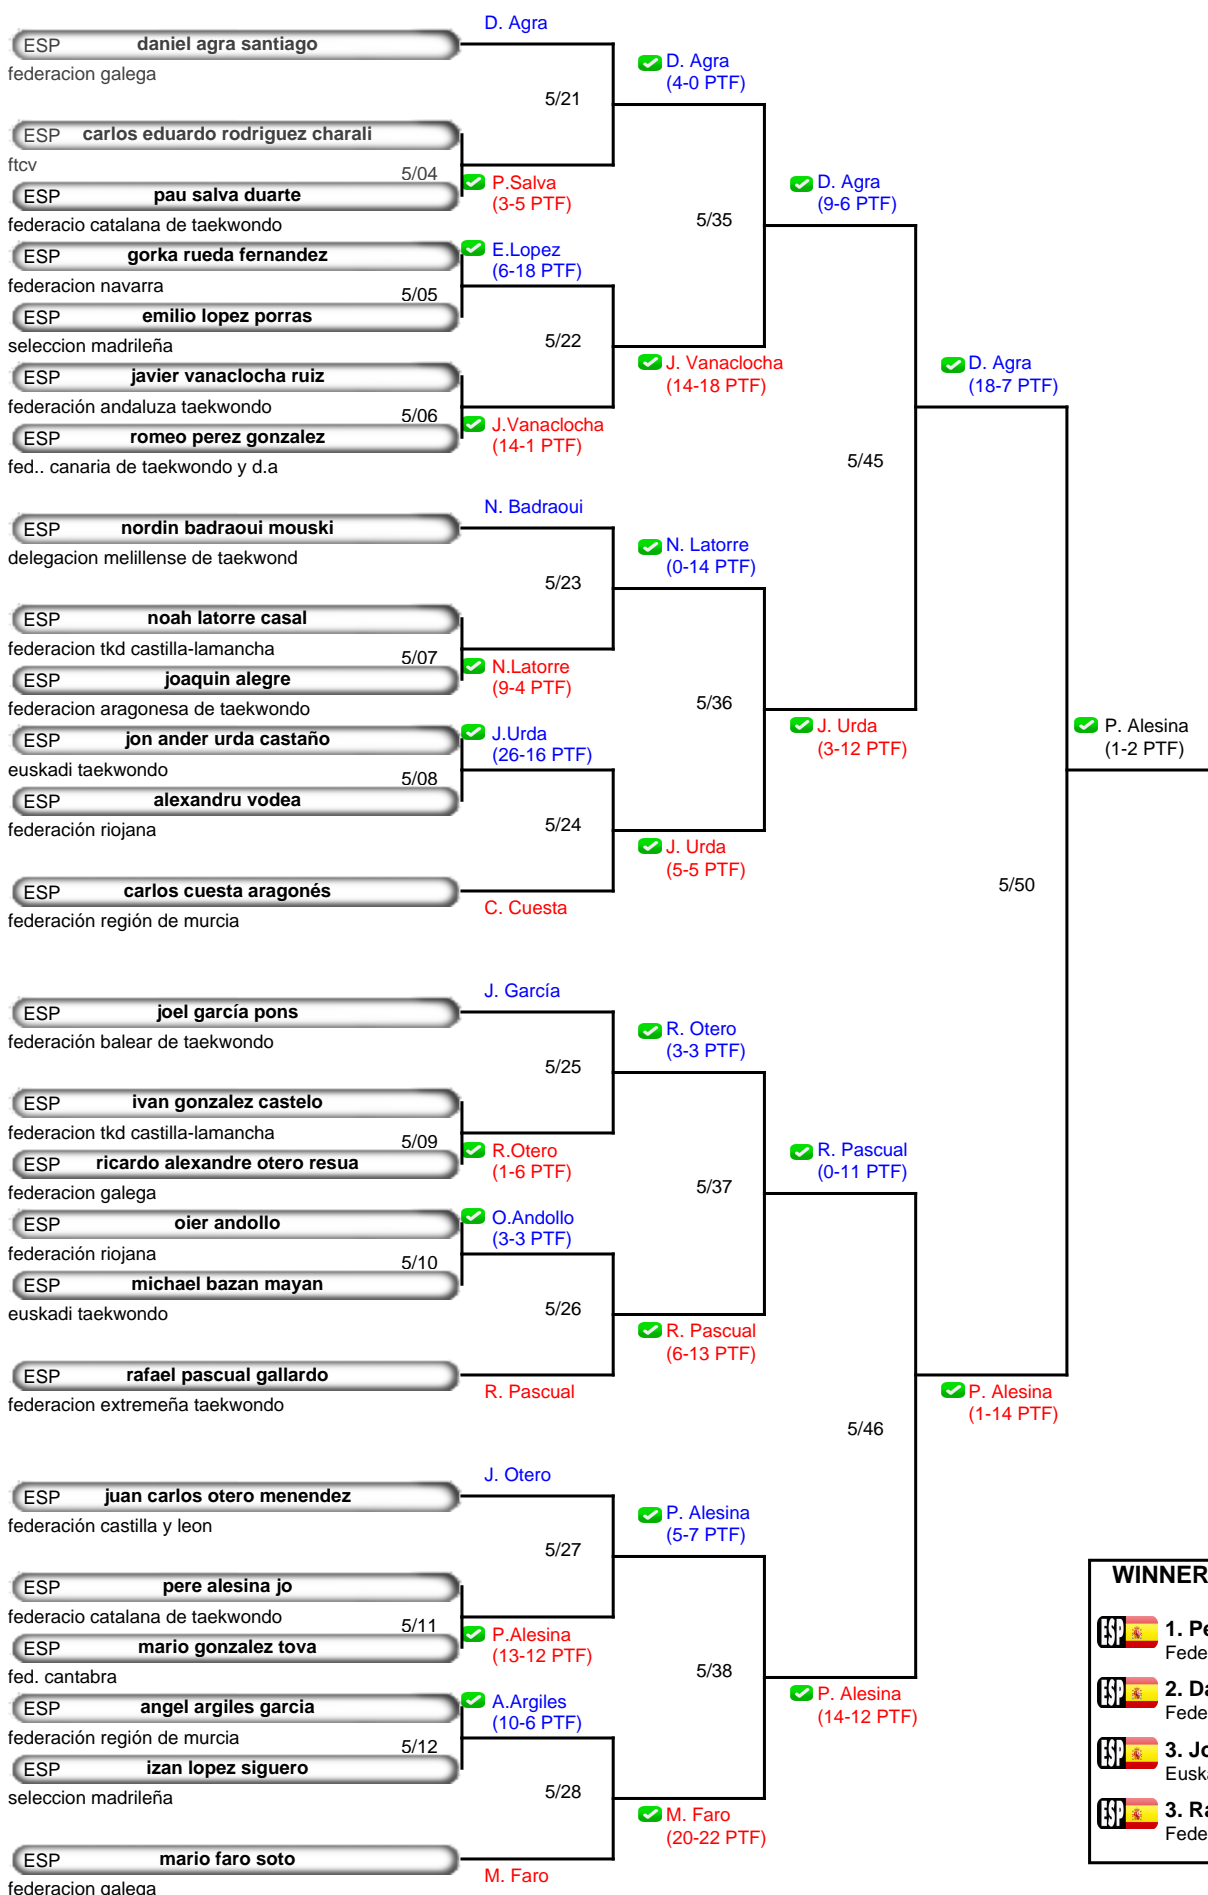 D. Agra
ESP daniel agra santiago
federacion galega
D. Agra
(4-0 PTF)
5/21
ESP carlos eduardo rodriguez charali
ftcv
5/04
P.Salva
(3-5 PTF)
ESP pau salva duarte
federacio catalana de taekwondo
D. Agra
(9-6 PTF)
5/35
ESP gorka rueda fernandez
federacion navarra
E.Lopez
(6-18 PTF)
5/05
ESP emilio lopez porras
seleccion madrileña
5/22
J. Vanaclocha
(14-18 PTF)
ESP javier vanaclocha ruiz
federación andaluza taekwondo
5/06
J.Vanaclocha
(14-1 PTF)
ESP romeo perez gonzalez
fed.. canaria de taekwondo y d.a
D. Agra
(18-7 PTF)
5/45
N. Badraoui
ESP nordin badraoui mouski
delegacion melillense de taekwond
N. Latorre
(0-14 PTF)
5/23
ESP noah latorre casal
federacion tkd castilla-lamancha
5/07
N.Latorre
(9-4 PTF)
ESP joaquin alegre
federacion aragonesa de taekwondo
5/36
J. Urda
(3-12 PTF)
ESP jon ander urda castaño
euskadi taekwondo
J.Urda
(26-16 PTF)
5/08
ESP alexandru vodea
federación riojana
5/24
J. Urda
(5-5 PTF)
ESP carlos cuesta aragonés
federación región de murcia
C. Cuesta
P. Alesina
(1-2 PTF)
5/50
J. García
ESP joel garcía pons
federación balear de taekwondo
R. Otero
(3-3 PTF)
5/25
ESP ivan gonzalez castelo
federacion tkd castilla-lamancha
5/09
R.Otero
(1-6 PTF)
ESP ricardo alexandre otero resua
federacion galega
R. Pascual
(0-11 PTF)
5/37
ESP oier andollo
federación riojana
O.Andollo
(3-3 PTF)
5/10
ESP michael bazan mayan
euskadi taekwondo
5/26
R. Pascual
(6-13 PTF)
ESP rafael pascual gallardo
federacion extremeña taekwondo
R. Pascual
P. Alesina
(1-14 PTF)
5/46
J. Otero
ESP juan carlos otero menendez
federación castilla y leon
P. Alesina
(5-7 PTF)
5/27
ESP pere alesina jo
federacio catalana de taekwondo
5/11
P.Alesina
(13-12 PTF)
ESP mario gonzalez tova
fed. cantabra
5/38
P. Alesina
(14-12 PTF)
ESP angel argiles garcia
federación región de murcia
A.Argiles
(10-6 PTF)
5/12
ESP izan lopez siguero
seleccion madrileña
5/28
M. Faro
(20-22 PTF)
ESP mario faro soto
federacion galega
M. Faro
WINNER
ESP 1. Pe
Fede
ESP 2. Da
Fede
ESP 3. Jo
Euska
ESP 3. Ra
Fede